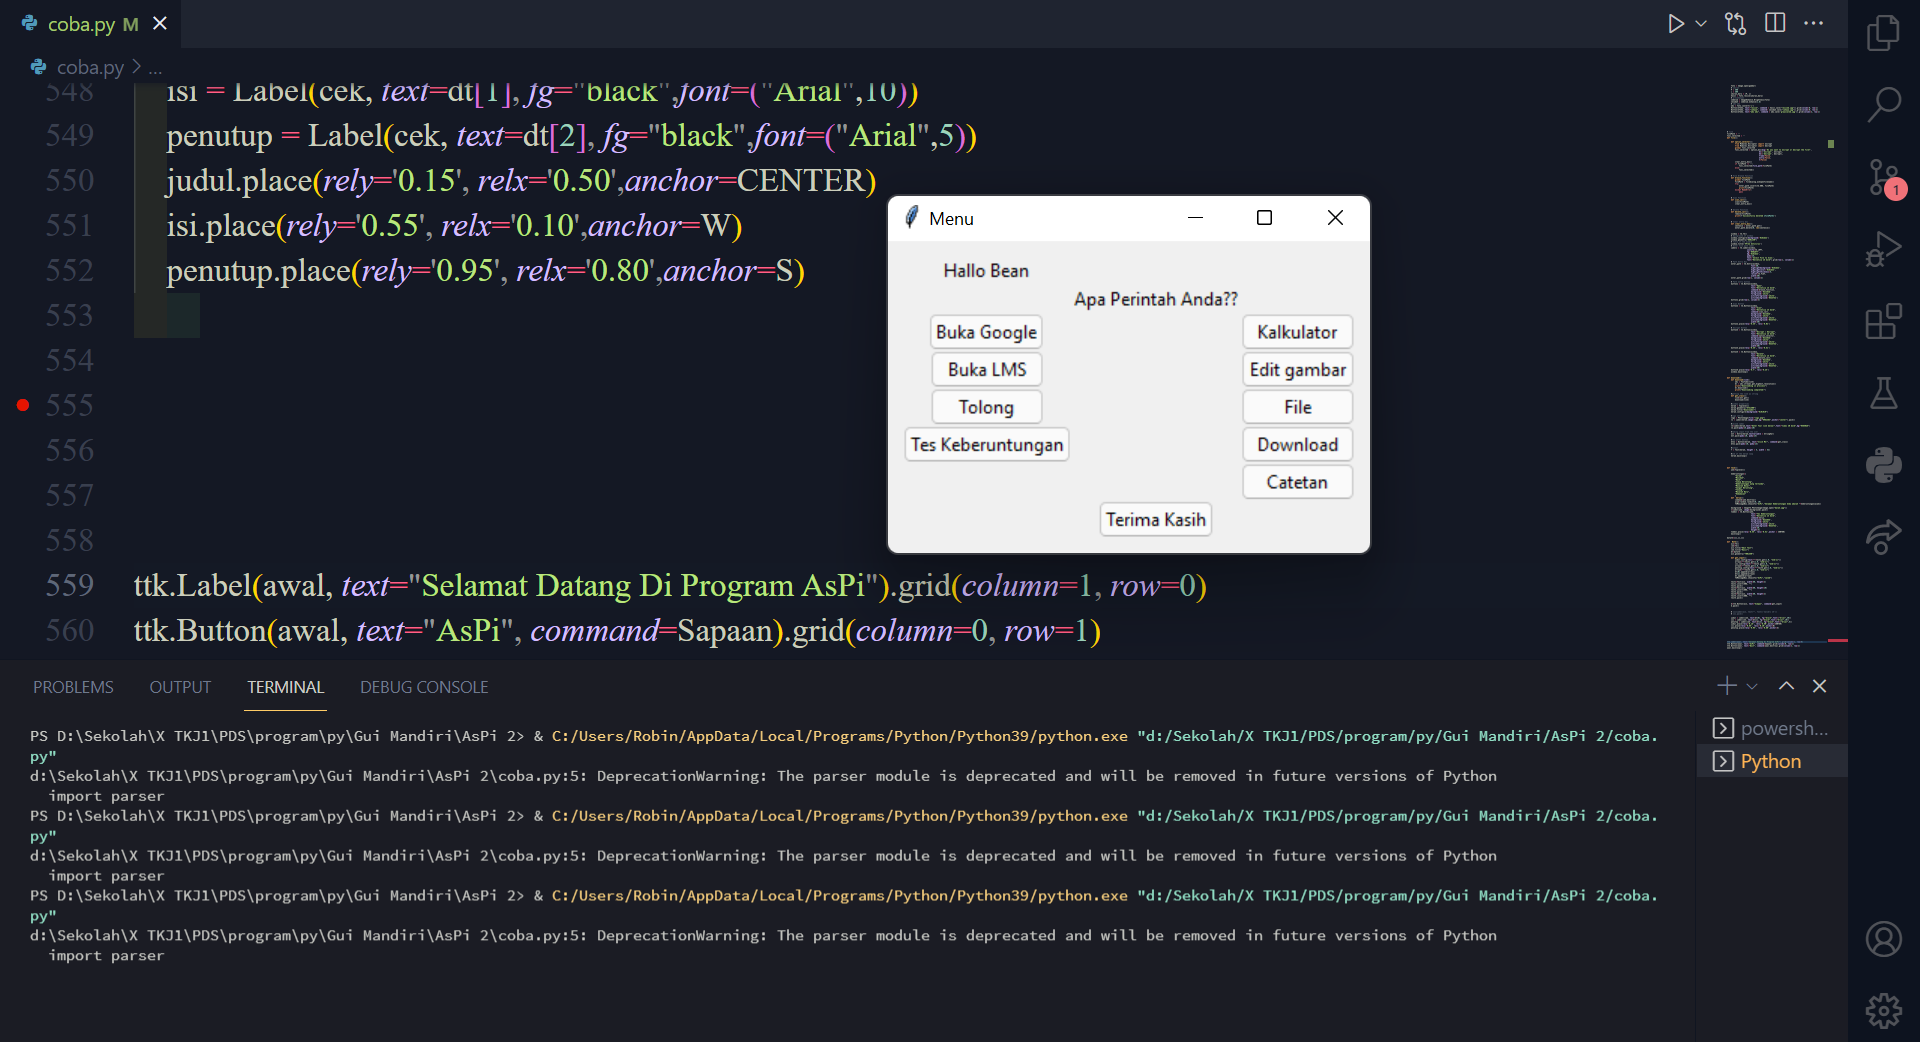 coba.py M
coba.py > ...
548 isi = Label(cek, text=dt[1], fg="black",font=("Arial",10))
549 penutup = Label(cek, text=dt[2], fg="black",font=("Arial",5))
550 judul.place(rely='0.15', relx='0.50',anchor=CENTER)
551 isi.place(rely='0.55', relx='0.10',anchor=W)
552 penutup.place(rely='0.95', relx='0.80',anchor=S)
553
554
555
556
557
558
559 ttk.Label(awal, text="Selamat Datang Di Program AsPi").grid(column=1, row=0)
560 ttk.Button(awal, text="AsPi", command=Sapaan).grid(column=0, row=1)
Menu
Hallo Bean
Apa Perintah Anda??
Buka Google Kalkulator
Buka LMS Edit gambar
Tolong File
Tes Keberuntungan Download
Catetan
Terima Kasih
1
PROBLEMS OUTPUT TERMINAL DEBUG CONSOLE
PS D:\Sekolah\X TKJ1\PDS\program\py\Gui Mandiri\AsPi 2> & C:/Users/Robin/AppData/Local/Programs/Python/Python39/python.exe "d:/Sekolah/X TKJ1/PDS/program/py/Gui Mandiri/AsPi 2/coba.
py"
d:\Sekolah\X TKJ1\PDS\program\py\Gui Mandiri\AsPi 2\coba.py:5: DeprecationWarning: The parser module is deprecated and will be removed in future versions of Python
import parser
PS D:\Sekolah\X TKJ1\PDS\program\py\Gui Mandiri\AsPi 2> & C:/Users/Robin/AppData/Local/Programs/Python/Python39/python.exe "d:/Sekolah/X TKJ1/PDS/program/py/Gui Mandiri/AsPi 2/coba.
py"
d:\Sekolah\X TKJ1\PDS\program\py\Gui Mandiri\AsPi 2\coba.py:5: DeprecationWarning: The parser module is deprecated and will be removed in future versions of Python
import parser
PS D:\Sekolah\X TKJ1\PDS\program\py\Gui Mandiri\AsPi 2> & C:/Users/Robin/AppData/Local/Programs/Python/Python39/python.exe "d:/Sekolah/X TKJ1/PDS/program/py/Gui Mandiri/AsPi 2/coba.
py"
d:\Sekolah\X TKJ1\PDS\program\py\Gui Mandiri\AsPi 2\coba.py:5: DeprecationWarning: The parser module is deprecated and will be removed in future versions of Python
import parser
powersh...
Python